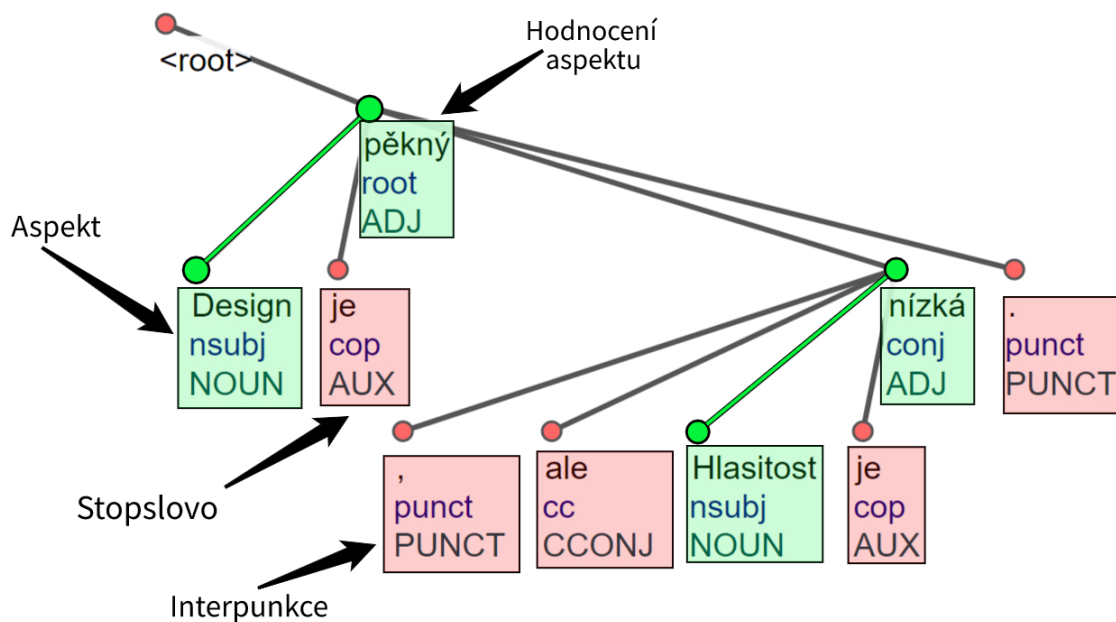 Hodnocení
aspektu
<root>
pěkný
root
ADJ
Aspekt
Design
nsubj
NOUN
je
cop
AUX
nízká
conj
ADJ
.
punct
PUNCT
Stopslovo
,
punct
PUNCT
ale
cc
CCONJ
Hlasitost
nsubj
NOUN
je
cop
AUX
Interpunkce